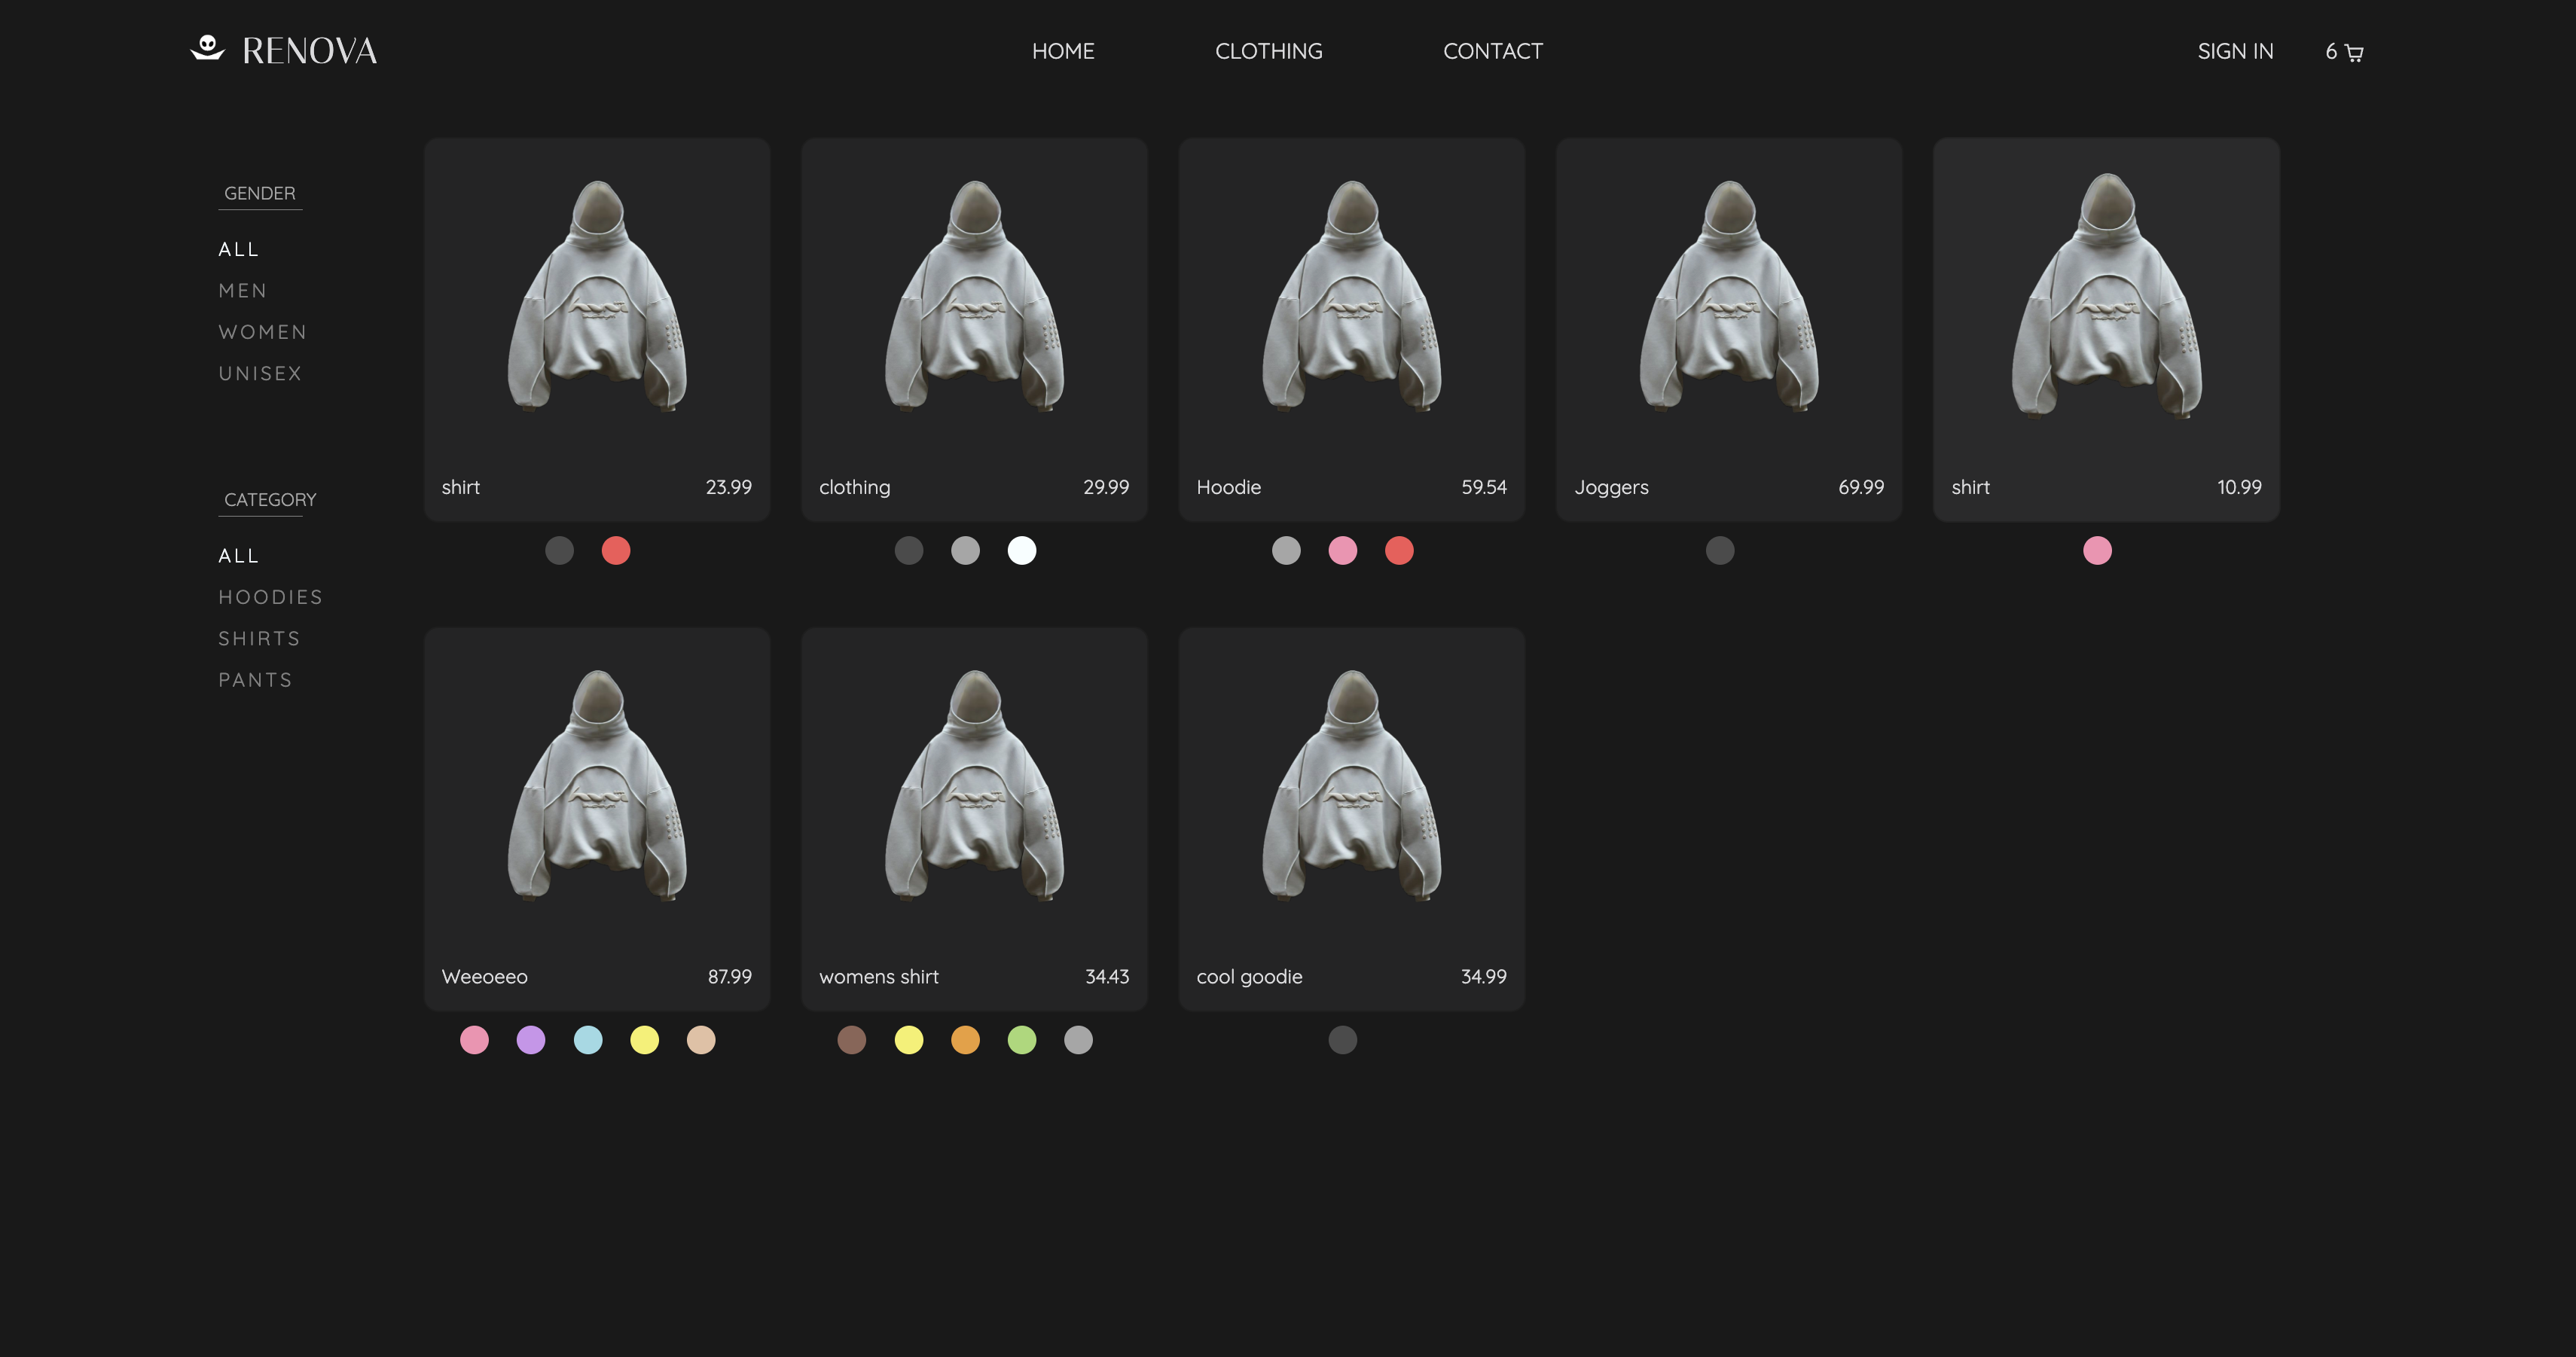 RENOVA
HOME
CLOTHING
CONTACT
SIGN IN
6
GENDER
ALL
MEN
WOMEN
UNISEX
CATEGORY
ALL
HOODIES
SHIRTS
PANTS
shirt 23.99
clothing 29.99
Hoodie 59.54
Joggers 69.99
shirt 10.99
Weeoeeo 87.99
womens shirt 34.43
cool goodie 34.99